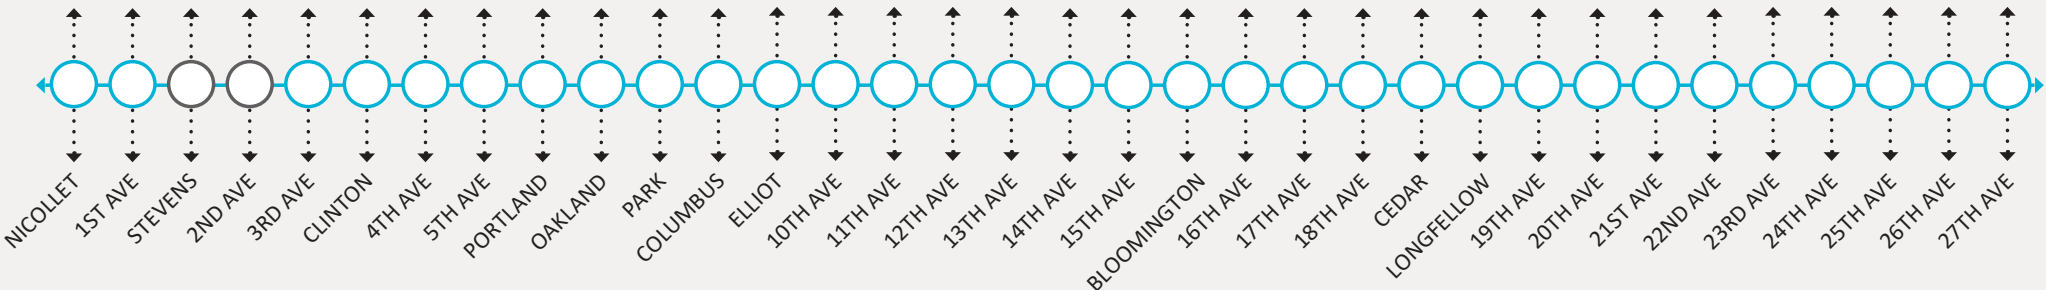 NICOLLET
1ST AVE
STEVENS
2ND AVE
3RD AVE
CLINTON
4TH AVE
5TH AVE
PORTLAND
OAKLAND
PARK
COLUMBUS
ELLIOT
10TH AVE
11TH AVE
12TH AVE
13TH AVE
14TH AVE
15TH AVE
BLOOMINGTON
16TH AVE
17TH AVE
18TH AVE
CEDAR
LONGFELLOW
19TH AVE
20TH AVE
21ST AVE
22ND AVE
23RD AVE
24TH AVE
25TH AVE
26TH AVE
27TH AVE